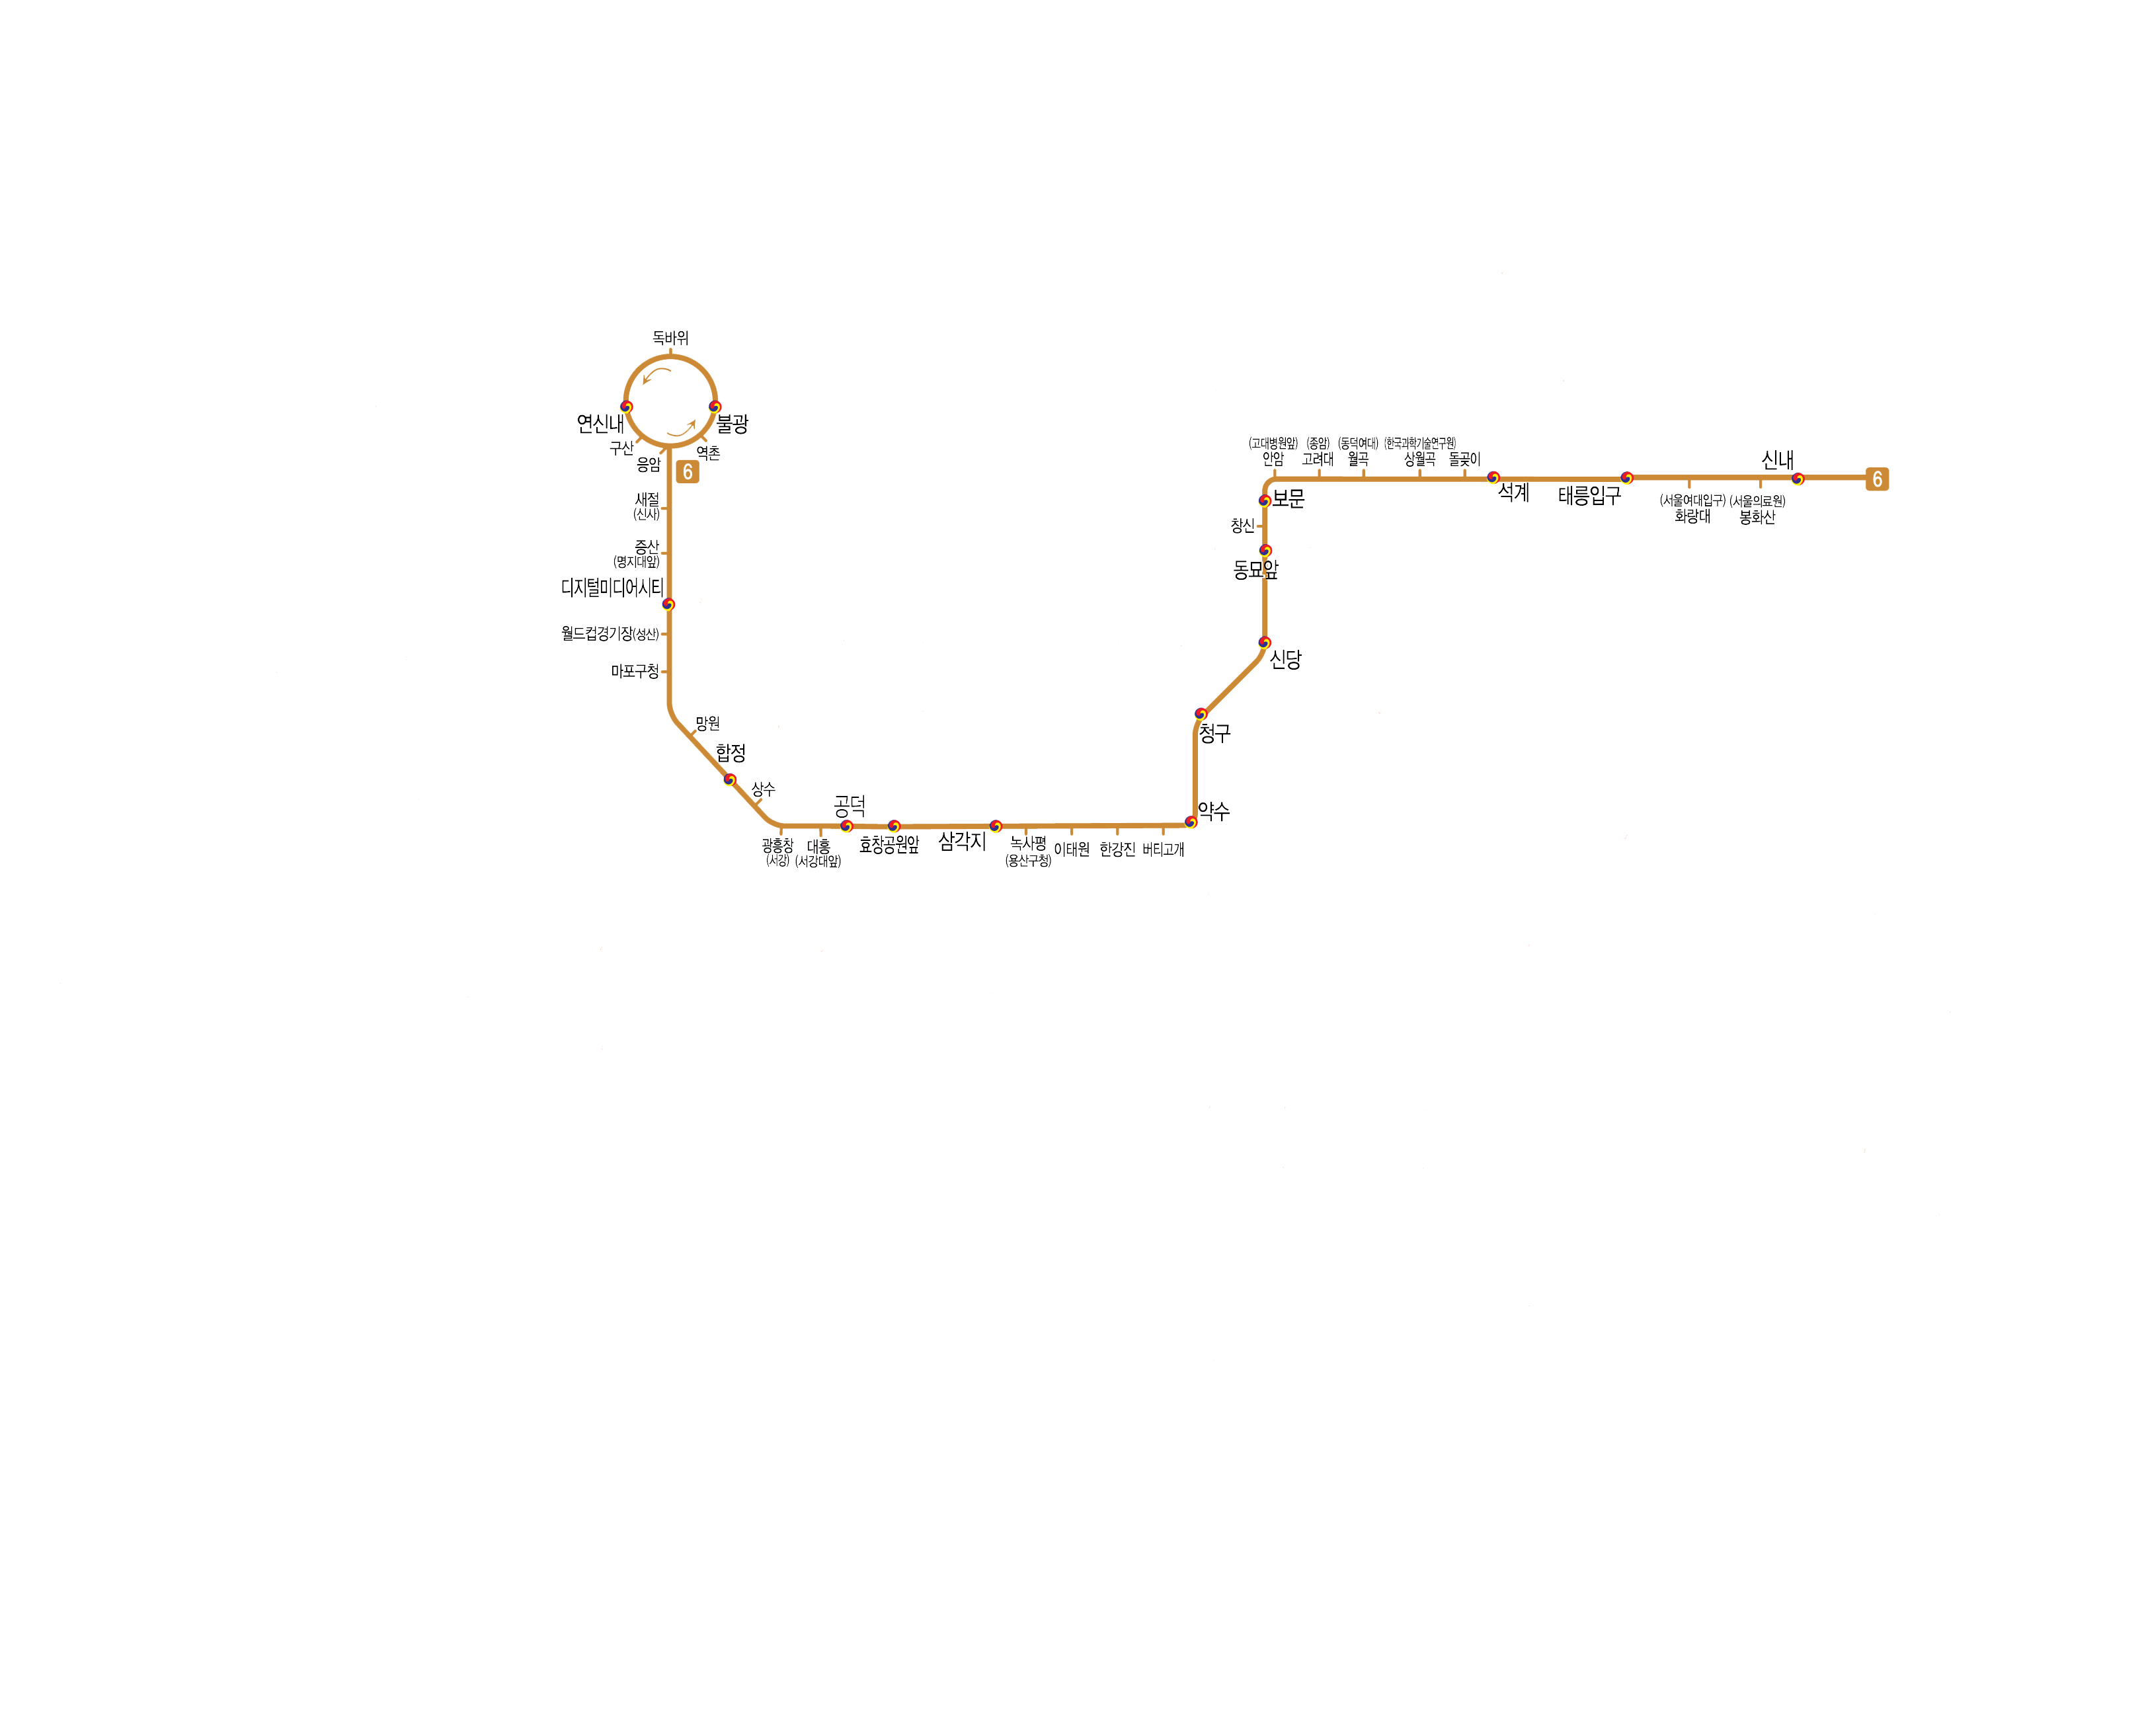 독바위
연신내
불광
구산
역촌
응암
6
새절
(신사)
증산
(명지대앞)
디지털미디어시티
월드컵경기장(성산)
마포구청
망원
합정
상수
광흥창
(서강)
대흥
(서강대앞)
공덕
효창공원앞
삼각지
녹사평
(용산구청)
이태원
한강진
버티고개
약수
청구
신당
동묘앞
창신
보문
(고대병원앞)
안암
(종암)
고려대
(동덕여대)
월곡
(한국과학기술연구원)
상월곡
돌곶이
석계
태릉입구
(서울여대입구)
화랑대
(서울의료원)
봉화산
신내
6